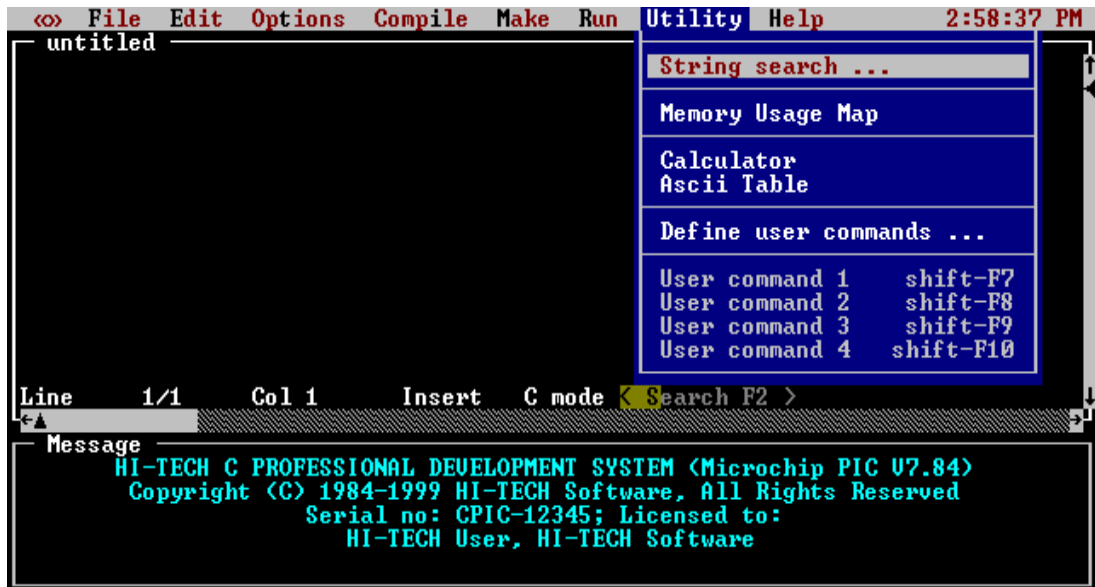 «» File Edit Options Compile Make Run Utility Help 2:58:37 PM
untitled
String search ...
Memory Usage Map
Calculator
Ascii Table
Define user commands ...
User command 1 shift-F7
User command 2 shift-F8
User command 3 shift-F9
User command 4 shift-F10
Line 1/1 Col 1 Insert C mode < Search F2 >
Message
HI-TECH C PROFESSIONAL DEVELOPMENT SYSTEM (Microchip PIC V7.84)
Copyright (C) 1984-1999 HI-TECH Software, All Rights Reserved
Serial no: CPIC-12345; Licensed to:
HI-TECH User, HI-TECH Software